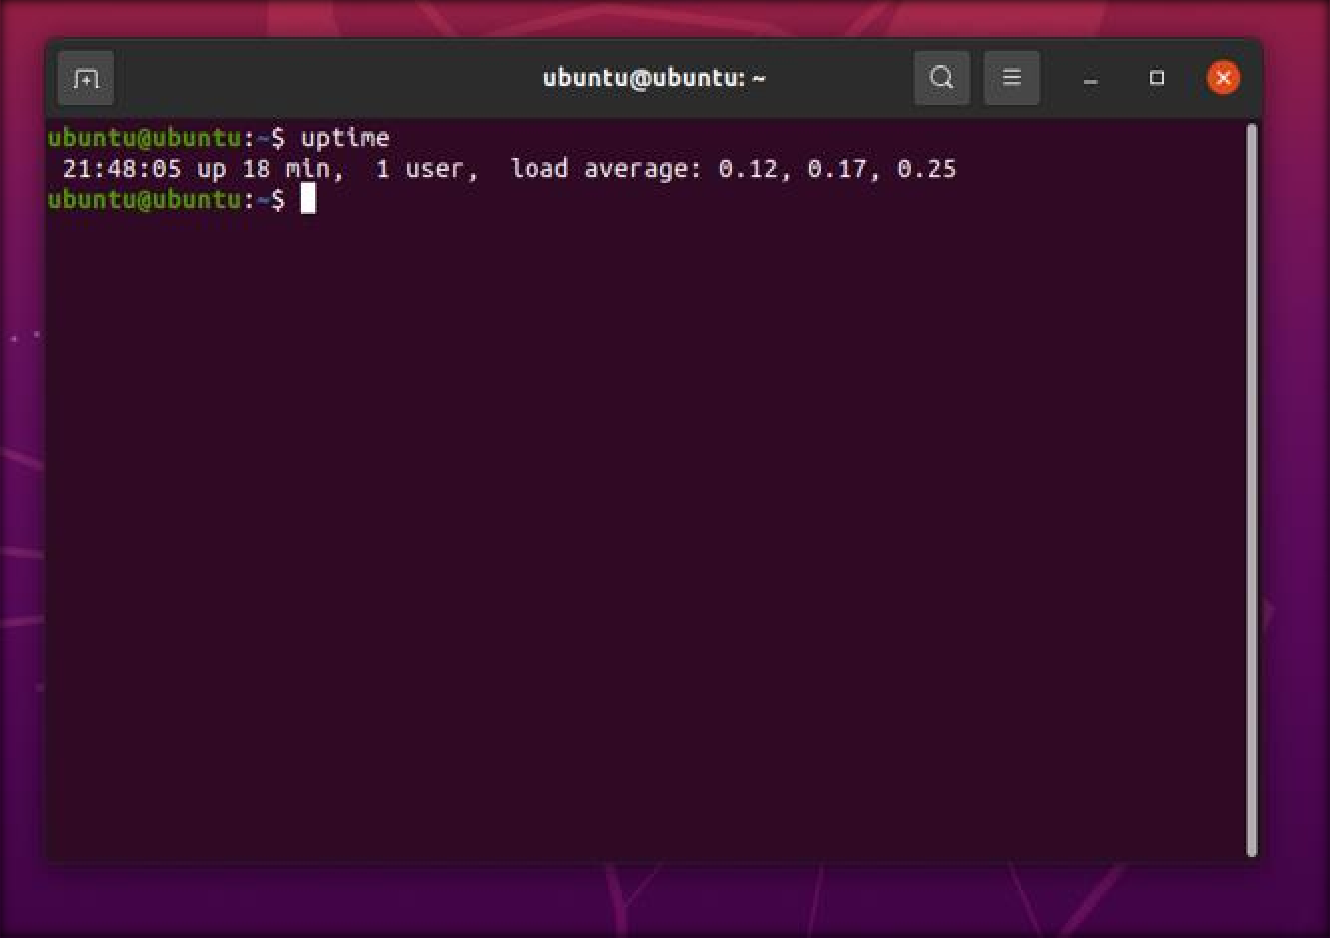 ubuntu@ubuntu: ~
ubuntu@ubuntu:~$ uptime
 21:48:05 up 18 min,  1 user,  load average: 0.12, 0.17, 0.25
ubuntu@ubuntu:~$